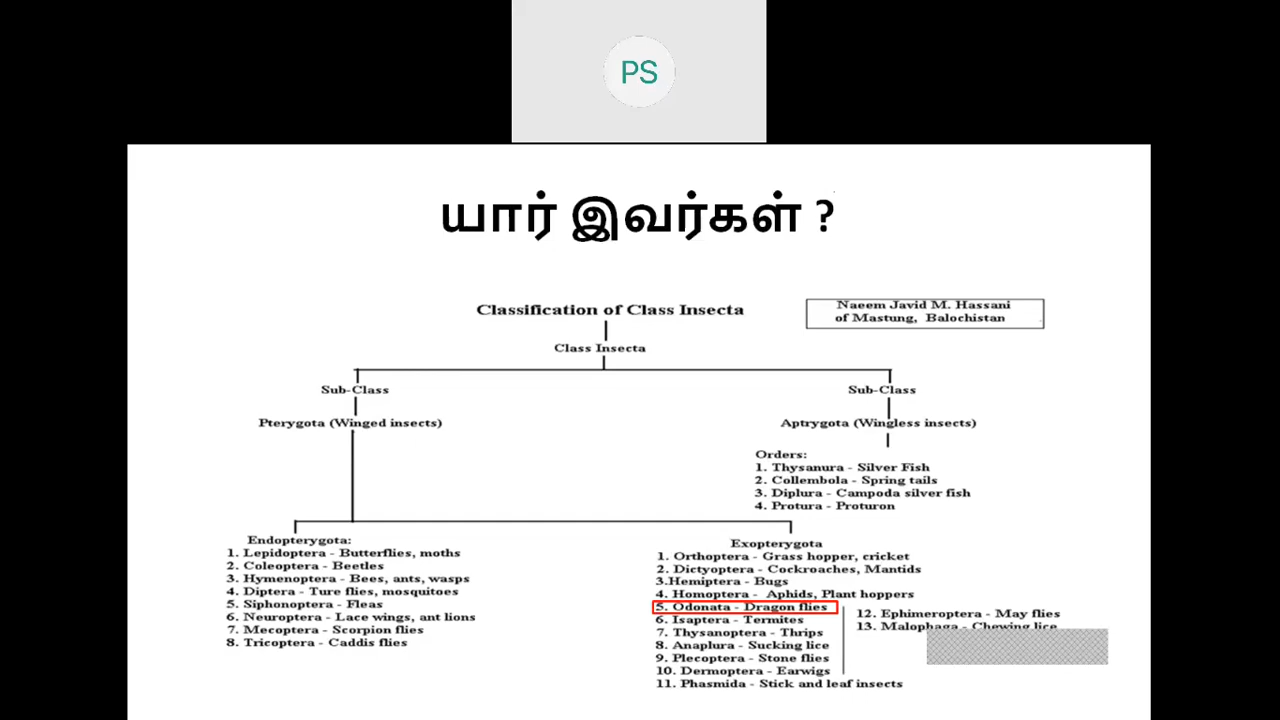 PS
யார் இவர்கள் ?
Classification of Class Insecta
Naeem Javid M. Hassani
of Mastung, Balochistan
Class Insecta
Sub-Class
Sub-Class
Pterygota (Winged insects)
Aptrygota (Wingless insects)
Orders:
1. Thysanura - Silver Fish
2. Collembola - Spring tails
3. Diplura - Campoda silver fish
4. Protura - Proturon
Endopterygota:
1. Lepidoptera - Butterflies, moths
2. Coleoptera - Beetles
3. Hymenoptera - Bees, ants, wasps
4. Diptera - Ture flies, mosquitoes
5. Siphonoptera - Fleas
6. Neuroptera - Lace wings, ant lions
7. Mecoptera - Scorpion flies
8. Tricoptera - Caddis flies
Exopterygota
1. Orthoptera - Grass hopper, cricket
2. Dictyoptera - Cockroaches, Mantids
3.Hemiptera - Bugs
4. Homoptera - Aphids, Plant hoppers
5. Odonata - Dragon flies
6. Isaptera - Termites
7. Thysanoptera - Thrips
8. Anaplura - Sucking lice
9. Plecoptera - Stone flies
10. Dermoptera - Earwigs
11. Phasmida - Stick and leaf insects
12. Ephimeroptera - May flies
13. Malophaga - Chewing lice